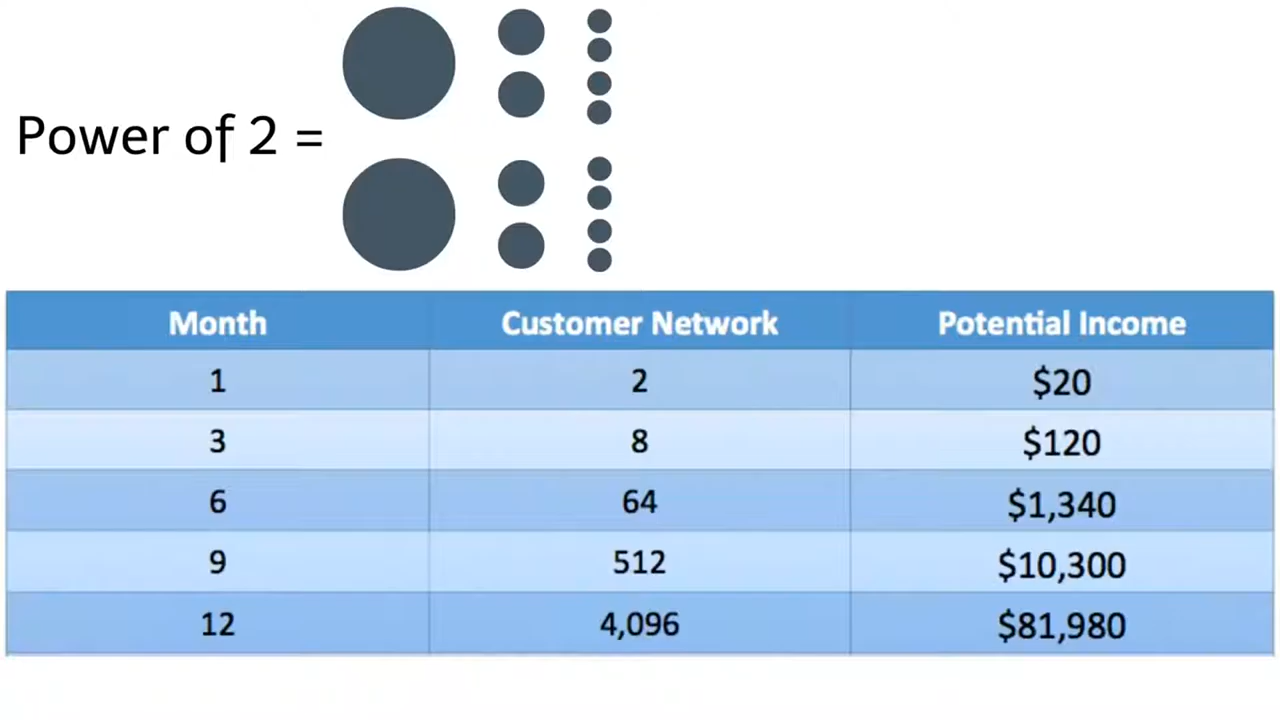 Power of 2 =
Month Customer Network Potential Income
1 2 $20
3 8 $120
6 64 $1,340
9 512 $10,300
12 4,096 $81,980